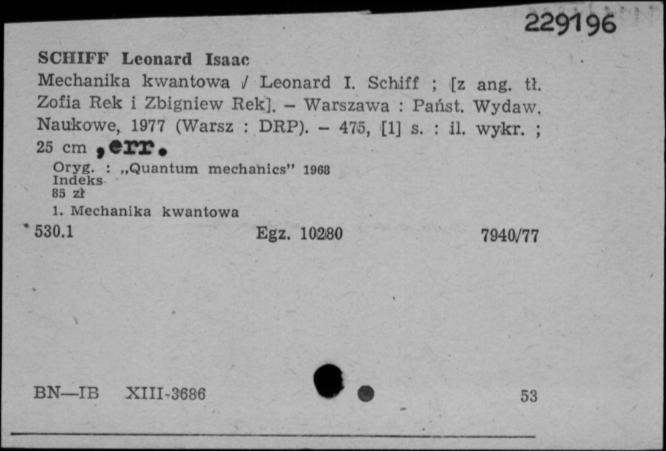 229196
SCHIFF Leonard Isaac
Mechanika kwantowa / Leonard I. Schiff ; [z ang. tł.
Zofia Rek i Zbigniew Rek]. — Warszawa : Państ. Wydaw.
Naukowe, 1977 (Warsz : DRP). — 475, [1] s. : il. wykr. ;
25 cm , err.
Oryg. : „Quantum mechanics” 1968
Indeks
85 zł
1. Mechanika kwantowa
530.1 Egz. 10280 7940/77
BN—IB XIII-3686 53